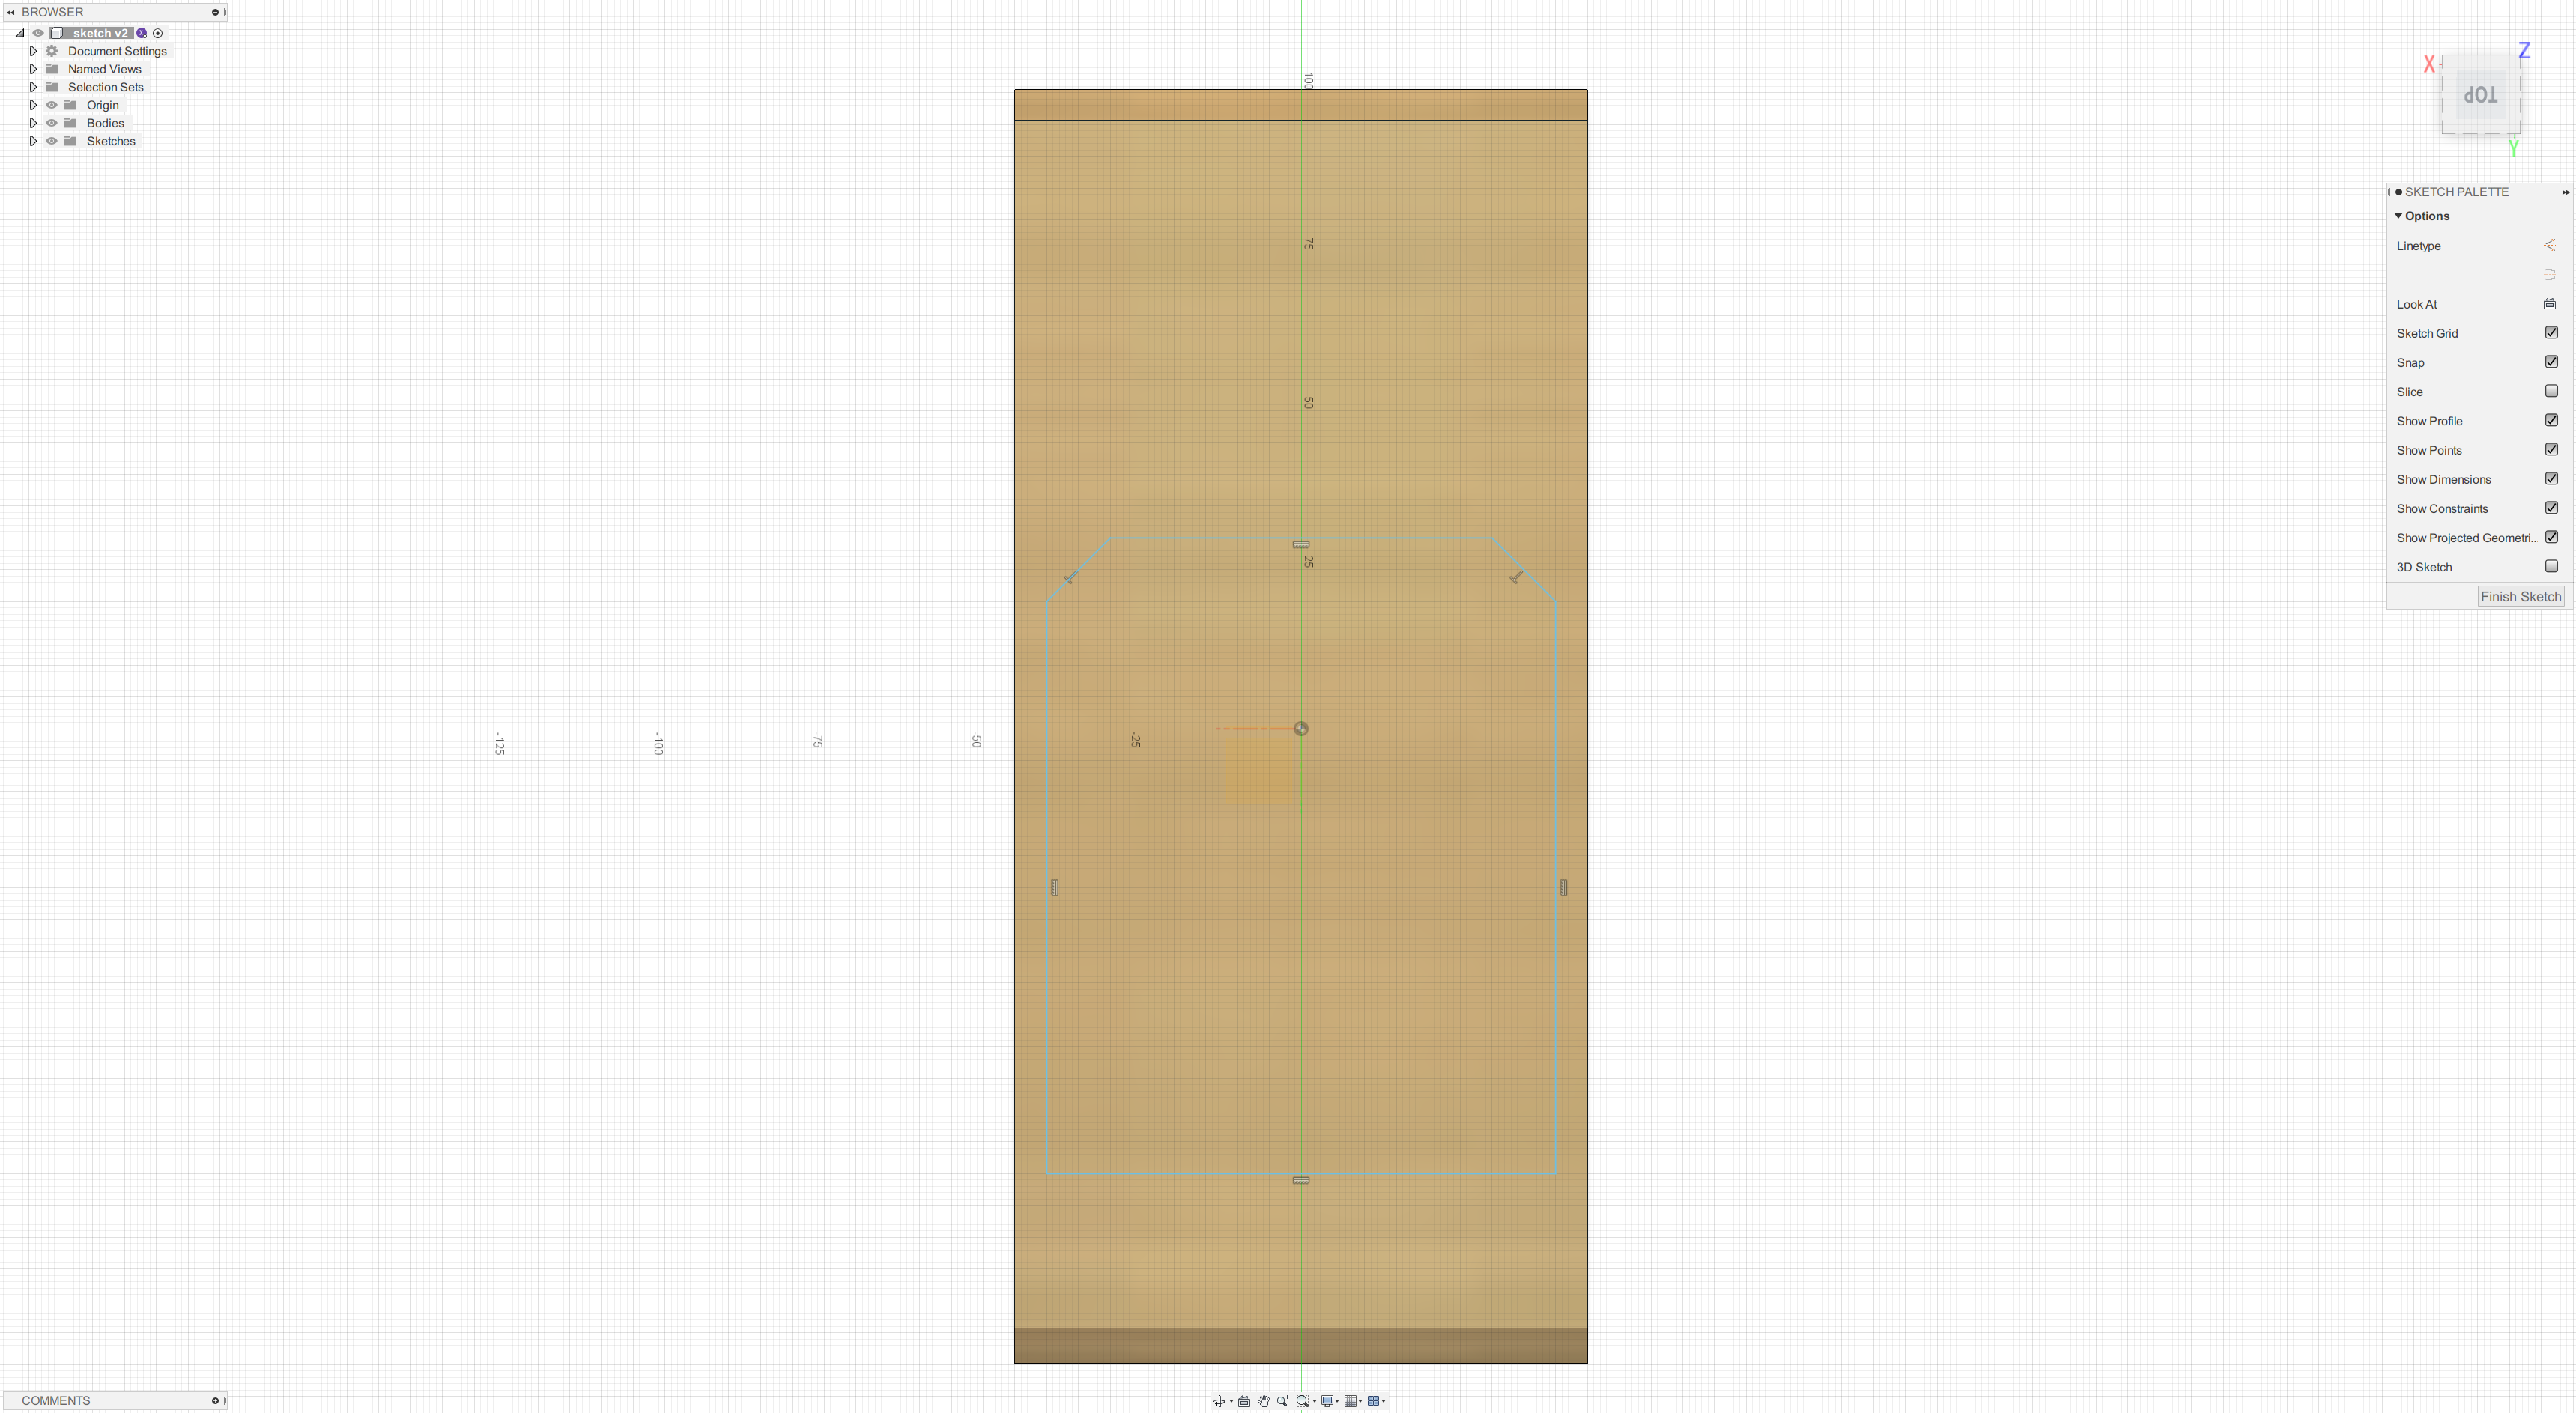 BROWSER
sketch v2
Document Settings
Named Views
Selection Sets
Origin
Bodies
Sketches
100
75
50
25
-125
-100
-75
-50
-25
Z
X
TOP
Y
SKETCH PALETTE
Options
Linetype
Look At
Sketch Grid
Snap
Slice
Show Profile
Show Points
Show Dimensions
Show Constraints
Show Projected Geometri...
3D Sketch
Finish Sketch
COMMENTS